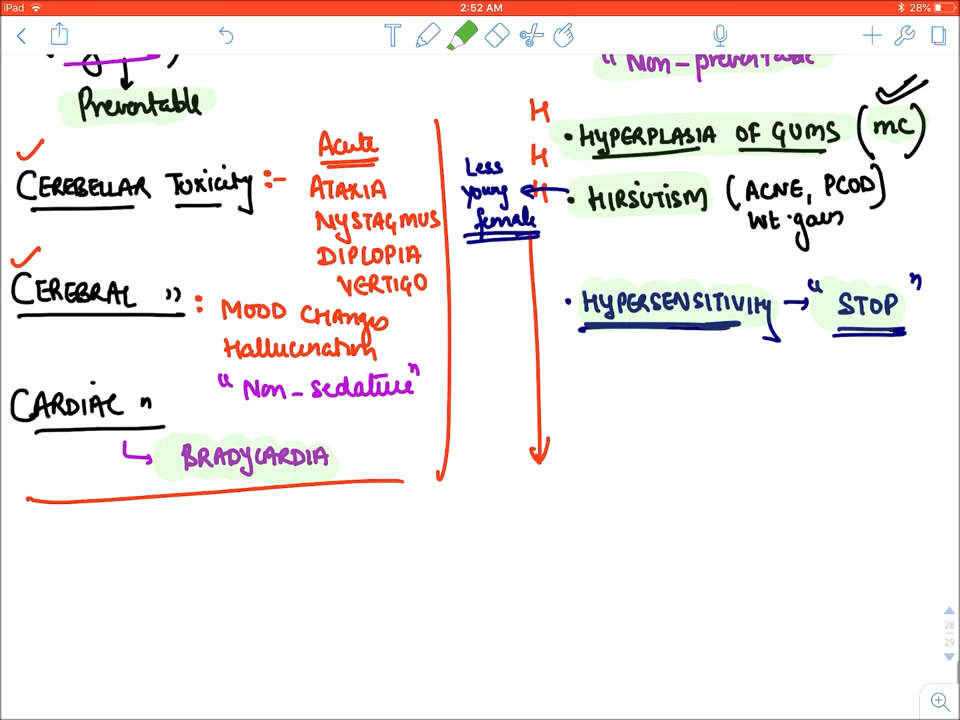 iPad
2:52 AM
28%
T
Preventable
CEREBELLAR Toxicity :-
Acute
ATAXIA
NYSTAGMUS
DIPLOPIA
VERTIGO
CEREBRAL " :
MOOD CHANGES
Hallucination
"Non-sedative"
CARDIAC "
BRADYCARDIA
"Non-preventable"
H
H
H
• HYPERPLASIA OF GUMS (mc)
• HIRSUTISM (ACNE, PCOD)
Wt. gain
Less
young
female
• HYPERSENSITIVITY → "STOP"
28
29